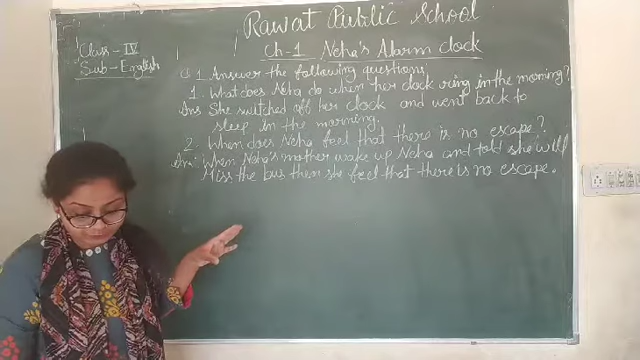 Rawat Public School
Class - IV
Sub - English
Ch-1 Neha's Alarm clock
Q.1. Answer the following questions.
1. What does Neha do when her clock ring in the morning?
Ans She switched off her clock and went back to
sleep in the morning.
2. When does Neha feel that there is no escape?
Ans: When Neha's mother wake up Neha and told she will
Miss the bus then she feel that there is no escape.